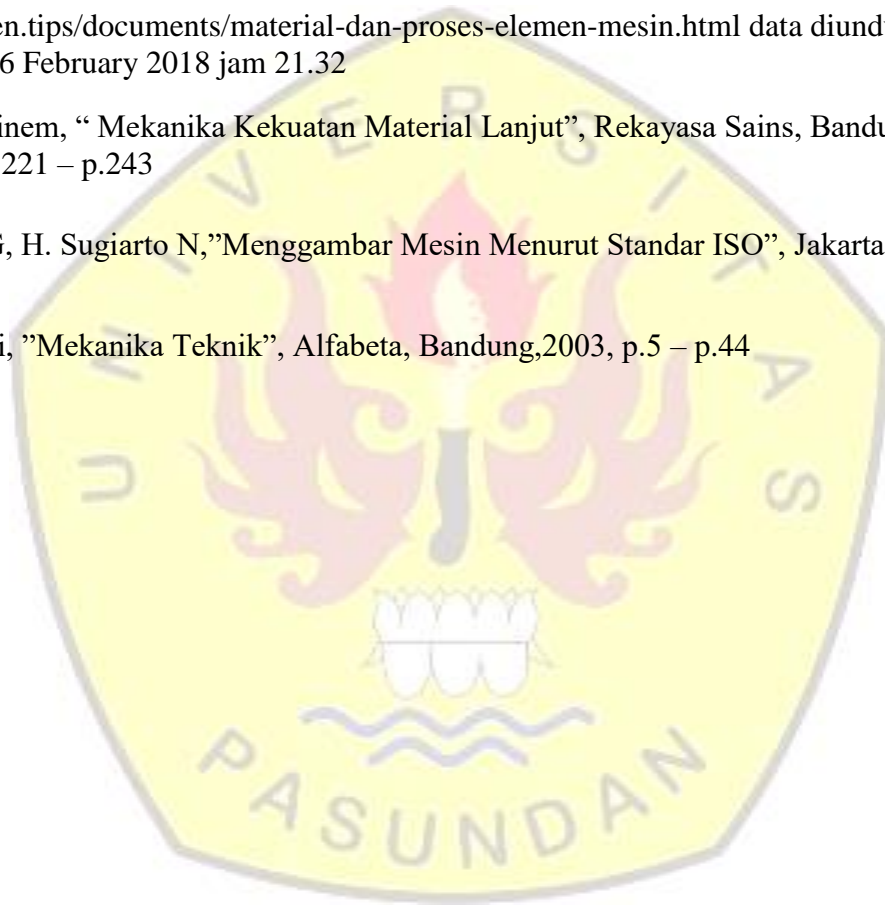 en.tips/documents/material-dan-proses-elemen-mesin.html data diund
6 February 2018 jam 21.32
inem, “ Mekanika Kekuatan Material Lanjut”, Rekayasa Sains, Bandu
221 – p.243
G, H. Sugiarto N,”Menggambar Mesin Menurut Standar ISO”, Jakarta
i, ”Mekanika Teknik”, Alfabeta, Bandung,2003, p.5 – p.44
UNIVERSITAS
PASUNDAN